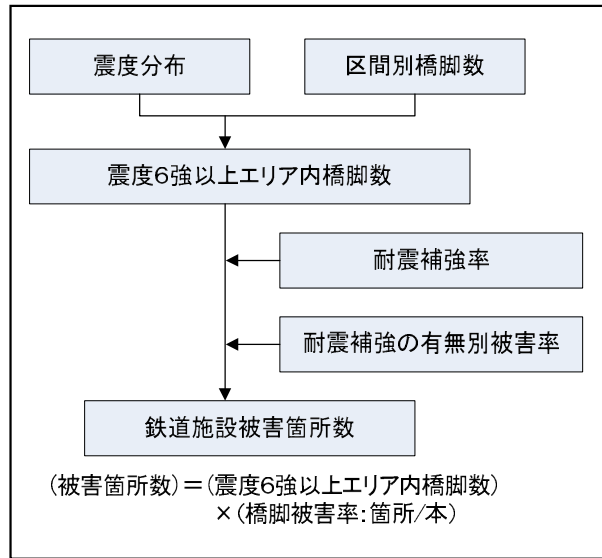 震度分布
区間別橋脚数
震度6強以上エリア内橋脚数
耐震補強率
耐震補強の有無別被害率
鉄道施設被害箇所数
(被害箇所数)=(震度6強以上エリア内橋脚数)
×(橋脚被害率:箇所/本)